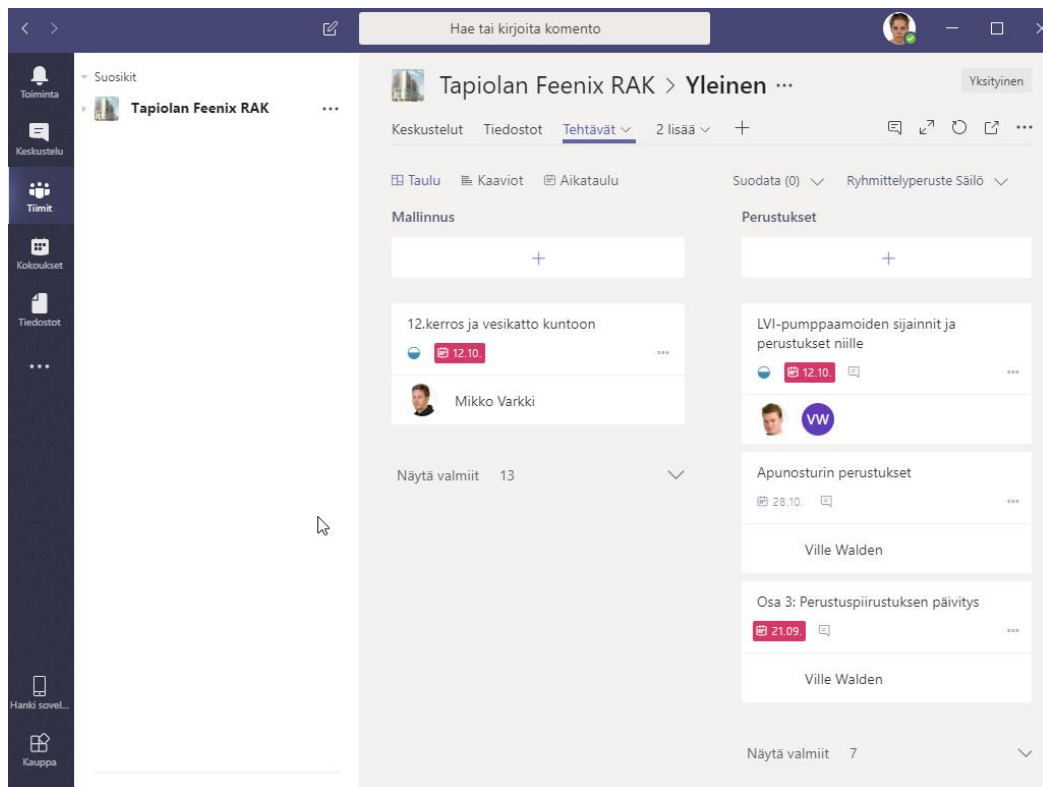 Hae tai kirjoita komento
Toiminta
Keskustelu
Tiimit
Kokoukset
Tiedostot
Hanki sovel...
Kauppa
Suosikit
Tapiolan Feenix RAK
Tapiolan Feenix RAK > Yleinen ···
Yksityinen
Keskustelut Tiedostot Tehtävät 2 lisää +
Taulu Kaaviot Aikataulu
Suodata (0) Ryhmittelyperuste Säilö
Mallinnus
+
12.kerros ja vesikatto kuntoon
12.10.
Mikko Varkki
Näytä valmiit 13
Perustukset
+
LVI-pumppaamoiden sijainnit ja
perustukset niille
12.10.
VW
Apunosturin perustukset
28.10.
Ville Walden
Osa 3: Perustuspiirustuksen päivitys
21.09.
Ville Walden
Näytä valmiit 7